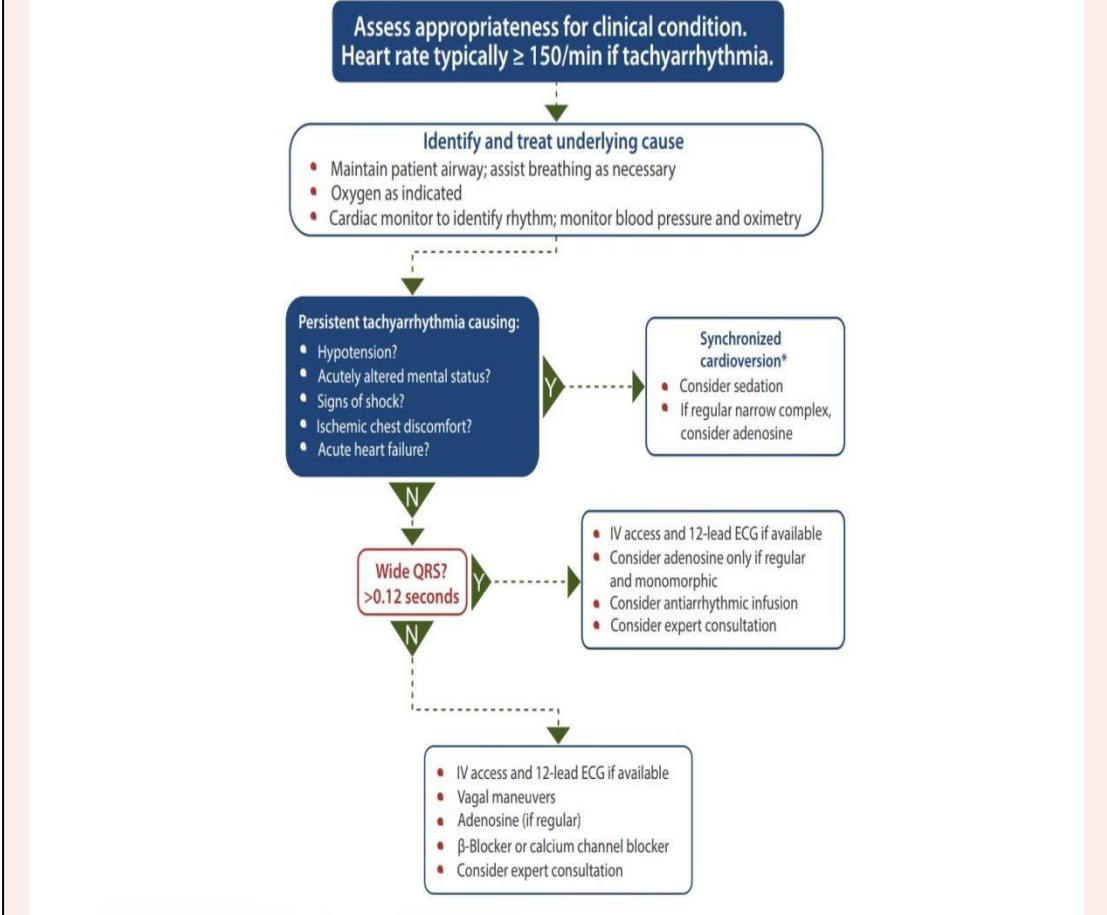 Assess appropriateness for clinical condition.
Heart rate typically ≥ 150/min if tachyarrhythmia.
Identify and treat underlying cause
• Maintain patient airway; assist breathing as necessary
• Oxygen as indicated
• Cardiac monitor to identify rhythm; monitor blood pressure and oximetry
Persistent tachyarrhythmia causing:
• Hypotension?
• Acutely altered mental status?
• Signs of shock?
• Ischemic chest discomfort?
• Acute heart failure?
Y
Synchronized
cardioversion*
• Consider sedation
• If regular narrow complex,
consider adenosine
N
Wide QRS?
>0.12 seconds
Y
• IV access and 12-lead ECG if available
• Consider adenosine only if regular
and monomorphic
• Consider antiarrhythmic infusion
• Consider expert consultation
N
• IV access and 12-lead ECG if available
• Vagal maneuvers
• Adenosine (if regular)
• β-Blocker or calcium channel blocker
• Consider expert consultation